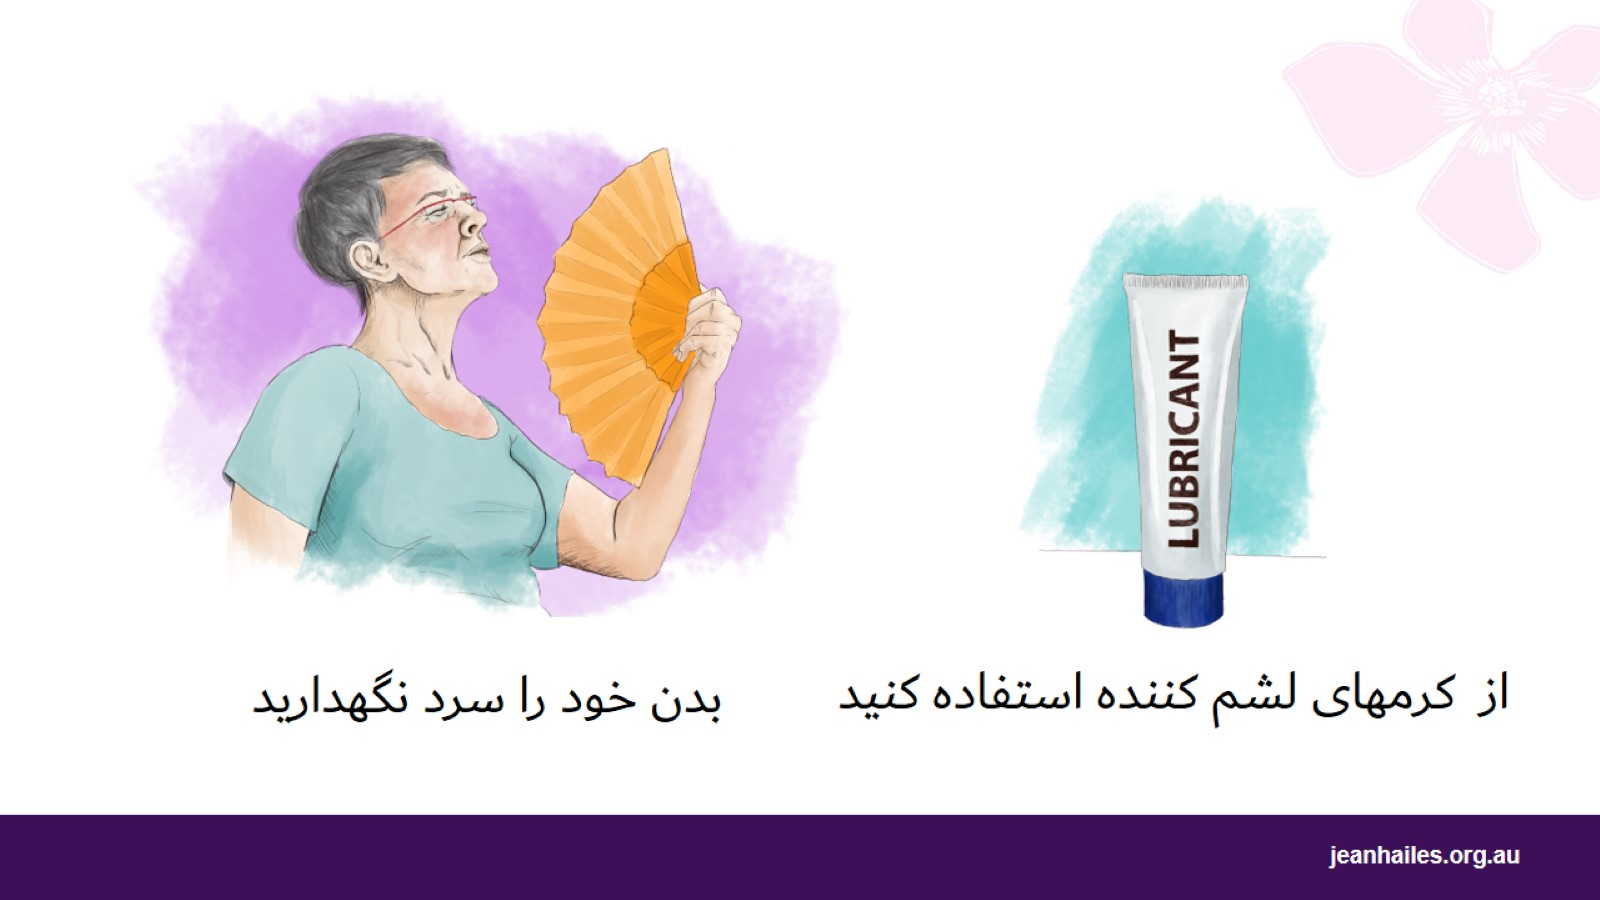 LUBRICANT
از کرمهای لشم کننده استفاده کنید
بدن خود را سرد نگهدارید
jeanhailes.org.au